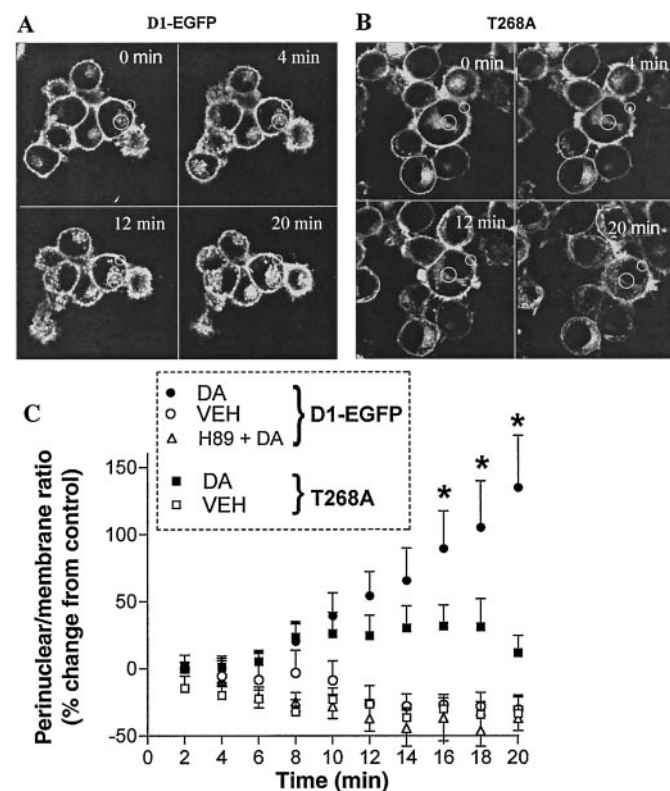 A D1-EGFP
0 min 4 min
12 min 20 min
B T268A
0 min 4 min
12 min 20 min
C
DA
VEH
H89 + DA
D1-EGFP
DA
VEH
T268A
* * *
Perinuclear/membrane ratio
(% change from control)
150
100
50
0
-50
0 2 4 6 8 10 12 14 16 18 20
Time (min)